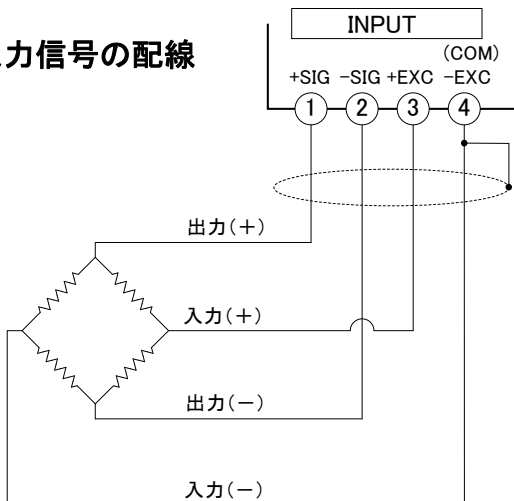 INPUT
力信号の配線
(COM)
+SIG -SIG +EXC -EXC
1 2 3 4
出力(+)
入力(+)
出力(-)
入力(-)